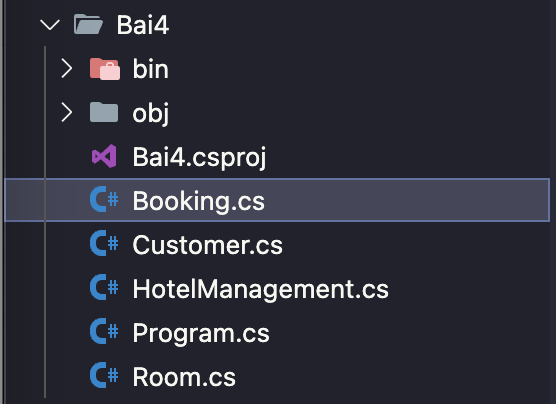 Bai4
bin
obj
Bai4.csproj
Booking.cs
Customer.cs
HotelManagement.cs
Program.cs
Room.cs